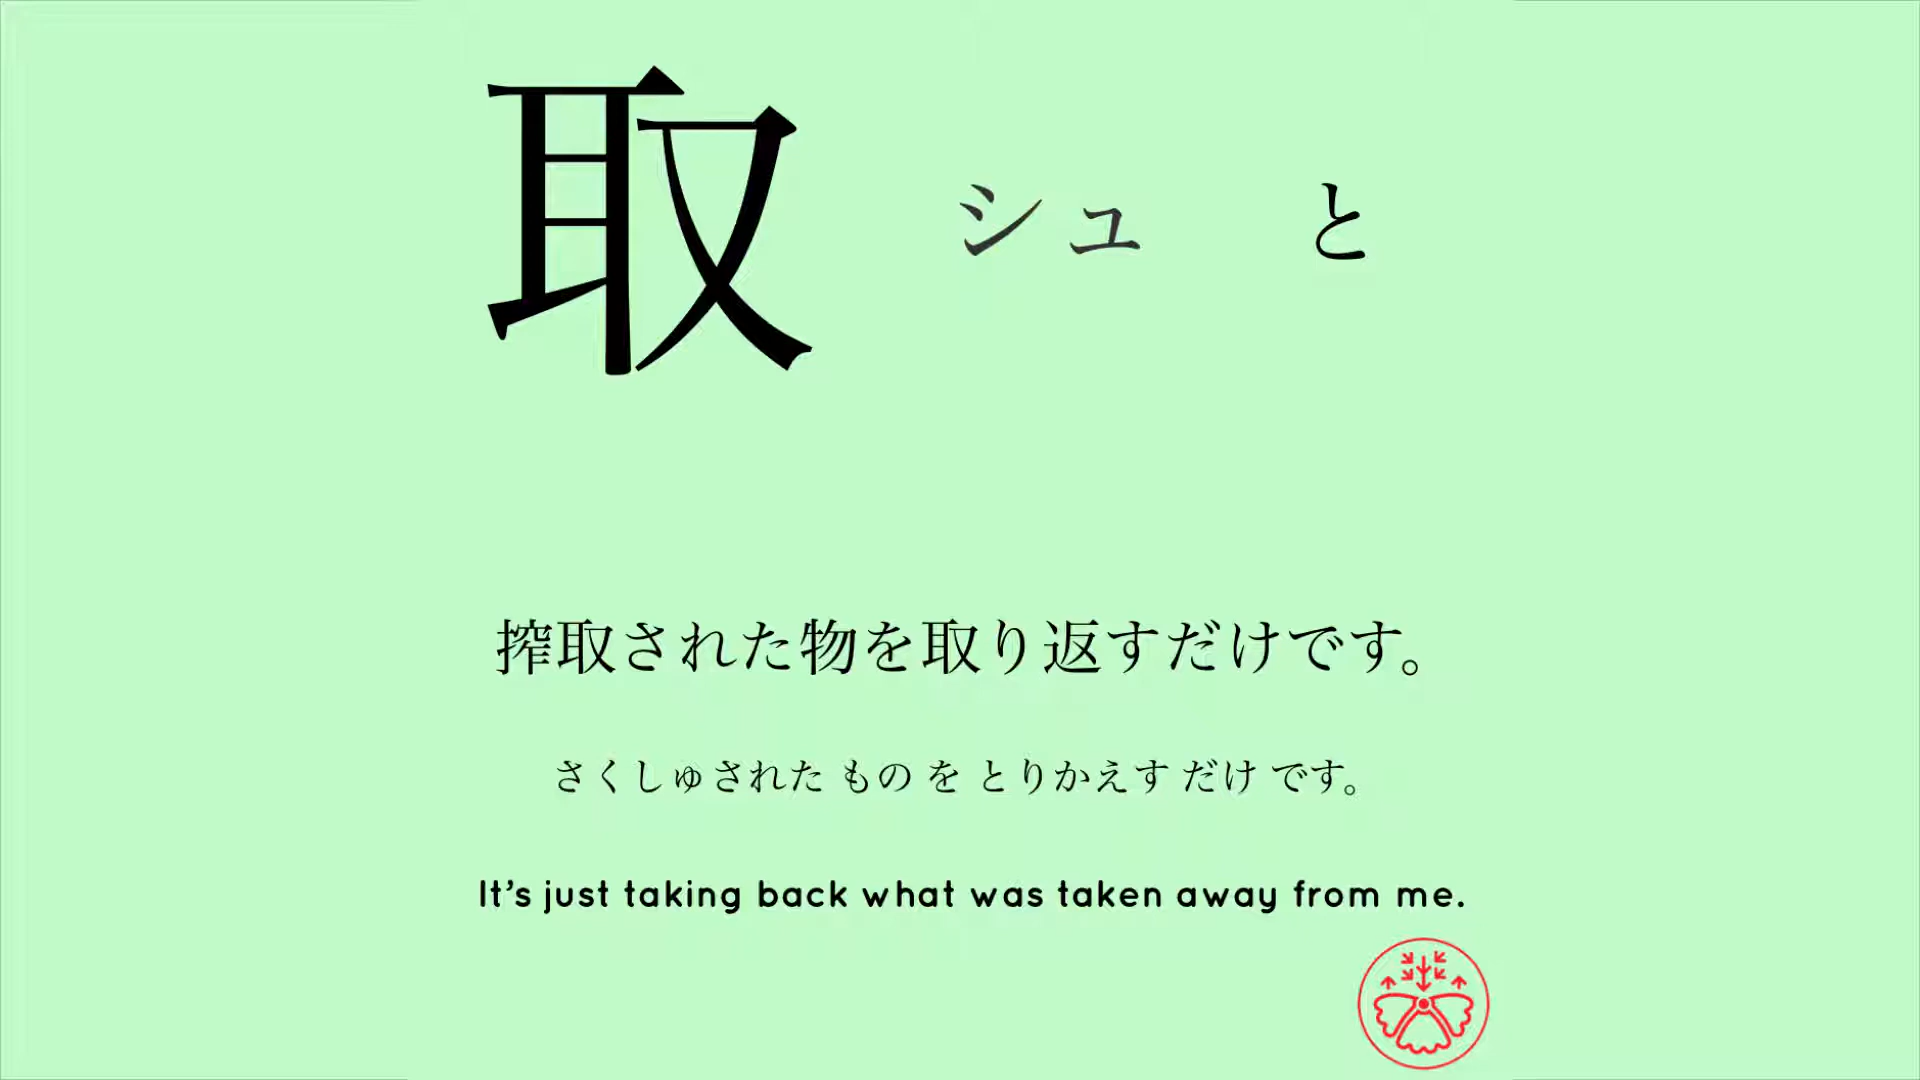 取 シュ と
搾取された物を取り返すだけです。
さくしゅされた もの を とりかえす だけ です。
It's just taking back what was taken away from me.